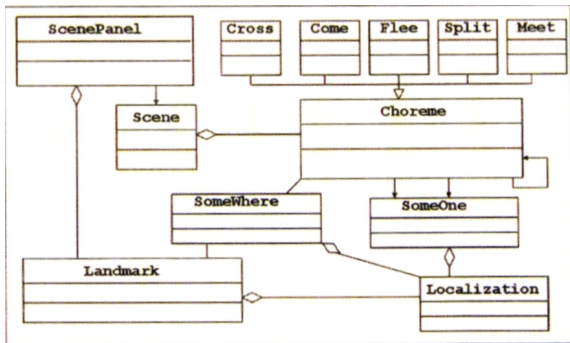 ScenePanel
Cross
Come
Flee
Split
Meet
Scene
Choreme
SomeWhere
SomeOne
Landmark
Localization